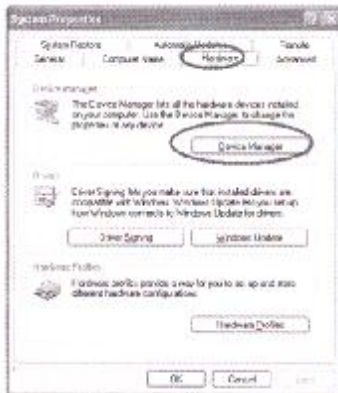 System Properties
System Restore Automatic Updates Remote
General Computer Name Hardware Advanced
Device Manager
The Device Manager lists all the hardware devices installed
on your computer. Use the Device Manager to change the
properties of any device.
Device Manager
Drivers
Driver Signing lets you make sure that installed drivers are
compatible with Windows. Windows Update lets you set up
how Windows connects to Windows Update for drivers.
Driver Signing Windows Update
Hardware Profiles
Hardware profiles provide a way for you to set up and store
different hardware configurations.
Hardware Profiles
OK Cancel